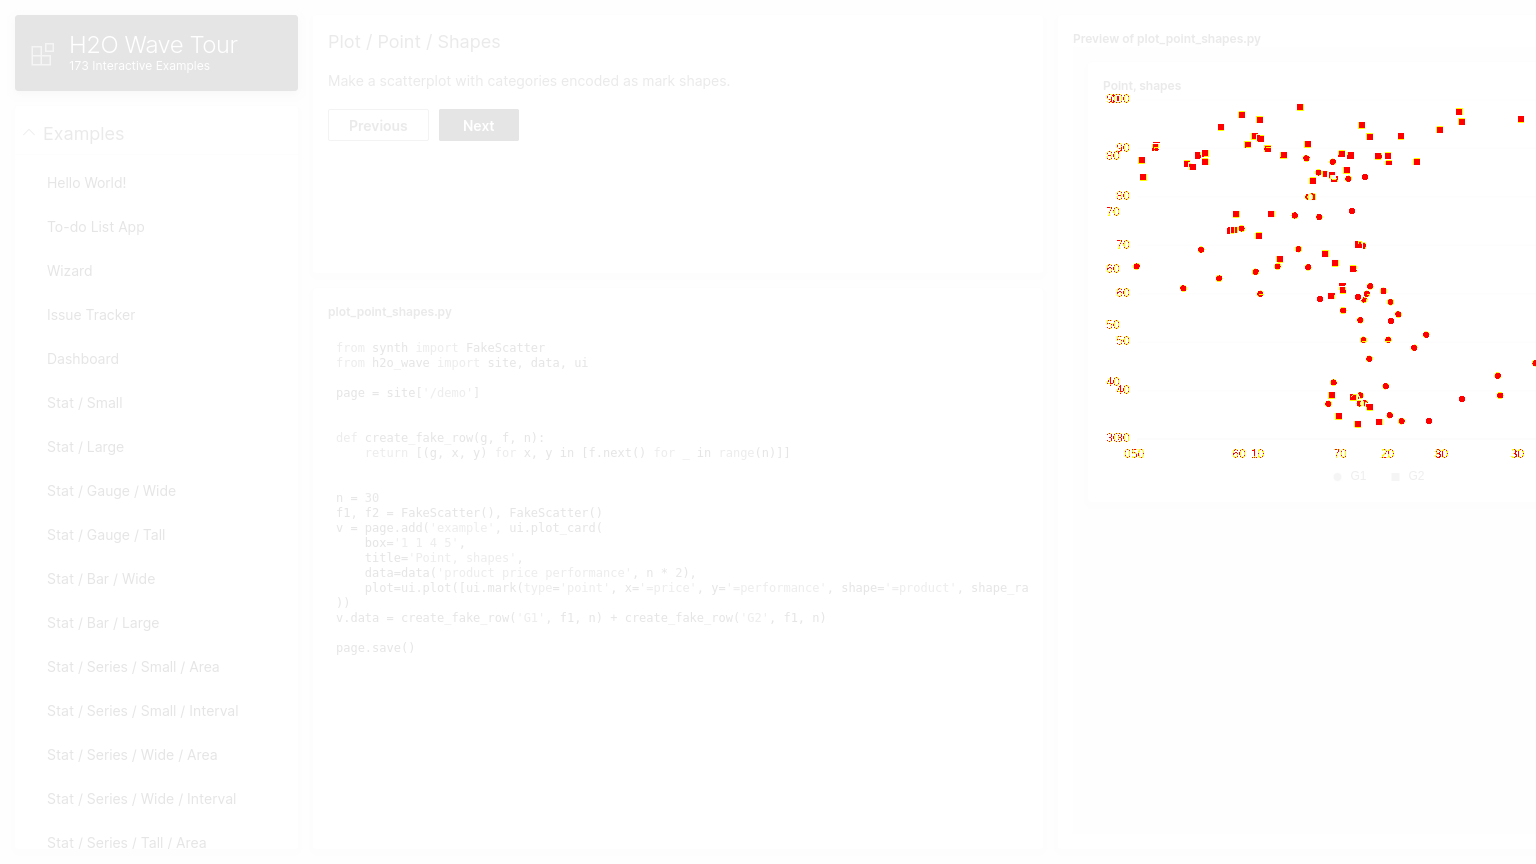 H2O Wave Tour
173 Interactive Examples
Examples
Hello World!
To-do List App
Wizard
Issue Tracker
Dashboard
Stat / Small
Stat / Large
Stat / Gauge / Wide
Stat / Gauge / Tall
Stat / Bar / Wide
Stat / Bar / Large
Stat / Series / Small / Area
Stat / Series / Small / Interval
Stat / Series / Wide / Area
Stat / Series / Wide / Interval
Stat / Series / Tall / Area
Plot / Point / Shapes
Make a scatterplot with categories encoded as mark shapes.
Previous
Next
plot_point_shapes.py
from synth import FakeScatter
from h2o_wave import site, data, ui
page = site['/demo']
def create_fake_row(g, f, n):
    return [(g, x, y) for x, y in [f.next() for _ in range(n)]]
n = 30
f1, f2 = FakeScatter(), FakeScatter()
v = page.add('example', ui.plot_card(
    box='1 1 4 5',
    title='Point, shapes',
    data=data('product price performance', n * 2),
    plot=ui.plot([ui.mark(type='point', x='=price', y='=performance', shape='=product', shape_ra
))
v.data = create_fake_row('G1', f1, n) + create_fake_row('G2', f1, n)
page.save()
Preview of plot_point_shapes.py
Point, shapes
90
80
80
70
70
60
60
50
50
40
40
60 10 70 20 80 30
G1 G2